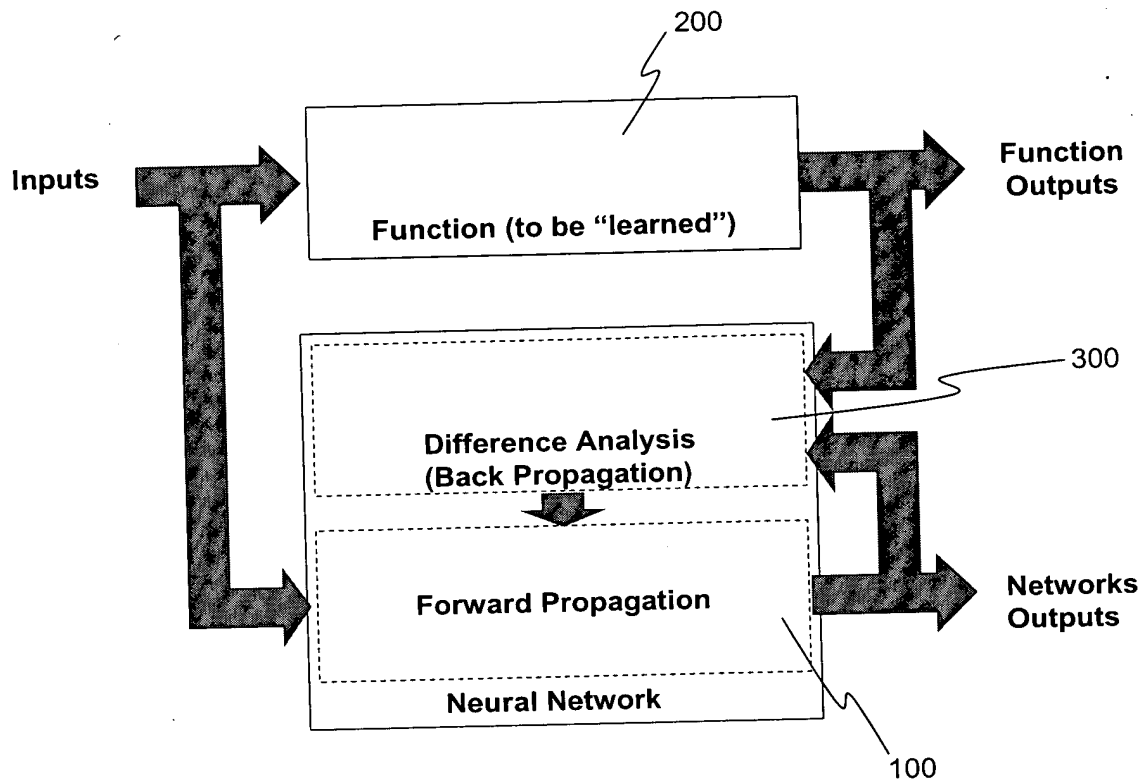 200
Inputs
Function
Outputs
Function (to be “learned”)
300
Difference Analysis
(Back Propagation)
Forward Propagation
Networks
Outputs
Neural Network
100